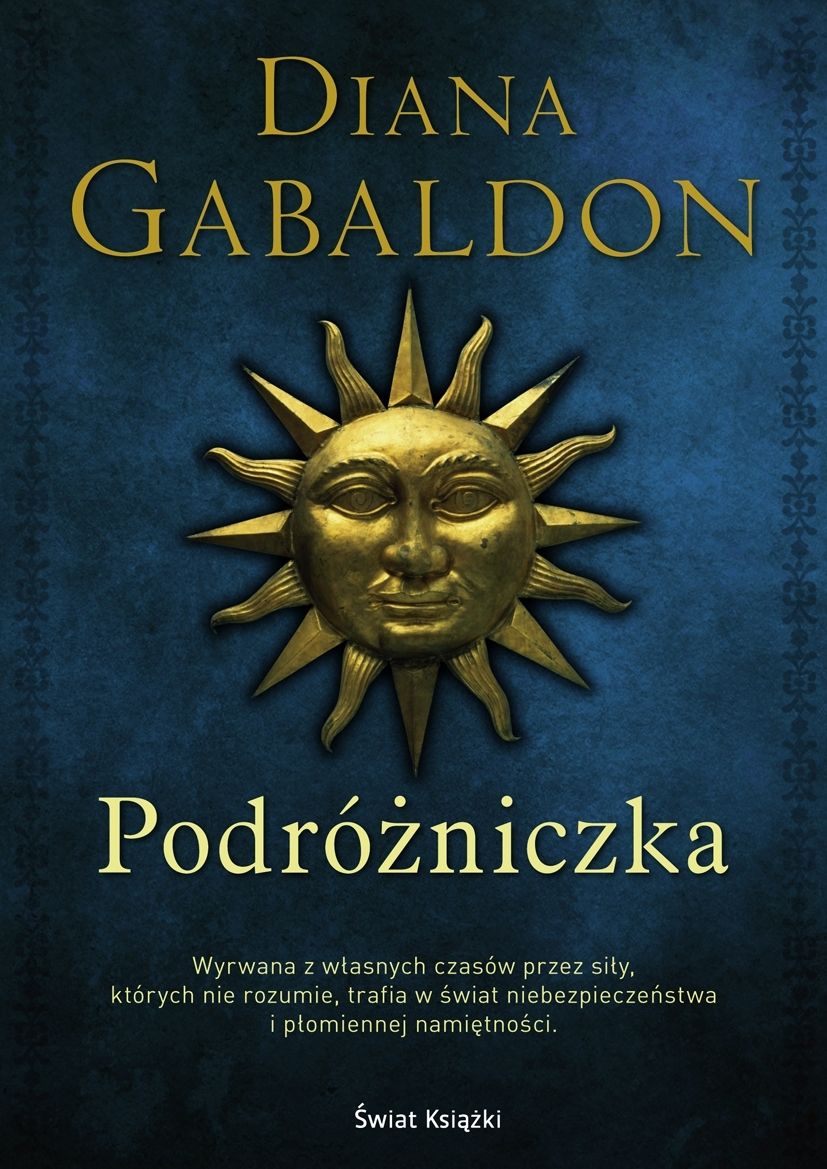 DIANA
GABALDON
Podróżniczka
Wyrwana z własnych czasów przez siły,
których nie rozumie, trafia w świat niebezpieczeństwa
i płomiennej namiętności.
Świat Książki